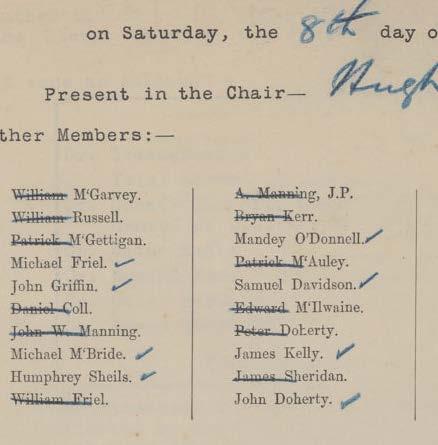 on Saturday, the 8th day o
Present in the Chair— Hugh
ther Members:—
William M'Garvey.
William Russell.
Patrick M'Gettigan.
Michael Friel.
John Griffin.
Daniel Coll.
John W. Manning.
Michael M'Bride.
Humphrey Sheils.
William Friel.
A. Manning, J.P.
Bryan Kerr.
Mandey O'Donnell.
Patrick M'Auley.
Samuel Davidson.
Edward M'Ilwaine.
Peter Doherty.
James Kelly.
James Sheridan.
John Doherty.